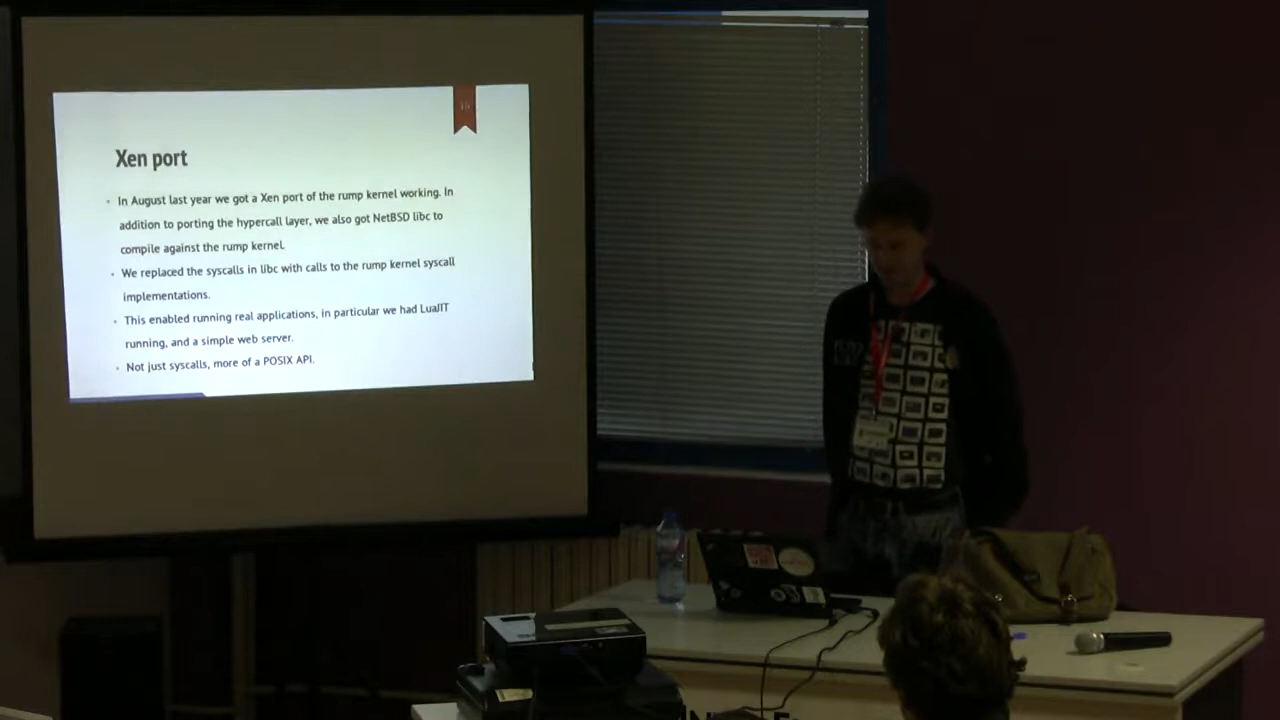 16
Xen port
• In August last year we got a Xen port of the rump kernel working. In
addition to porting the hypercall layer, we also got NetBSD libc to
compile against the rump kernel.
• We replaced the syscalls in libc with calls to the rump kernel syscall
implementations.
• This enabled running real applications, in particular we had LuaJIT
running, and a simple web server.
• Not just syscalls, more of a POSIX API.